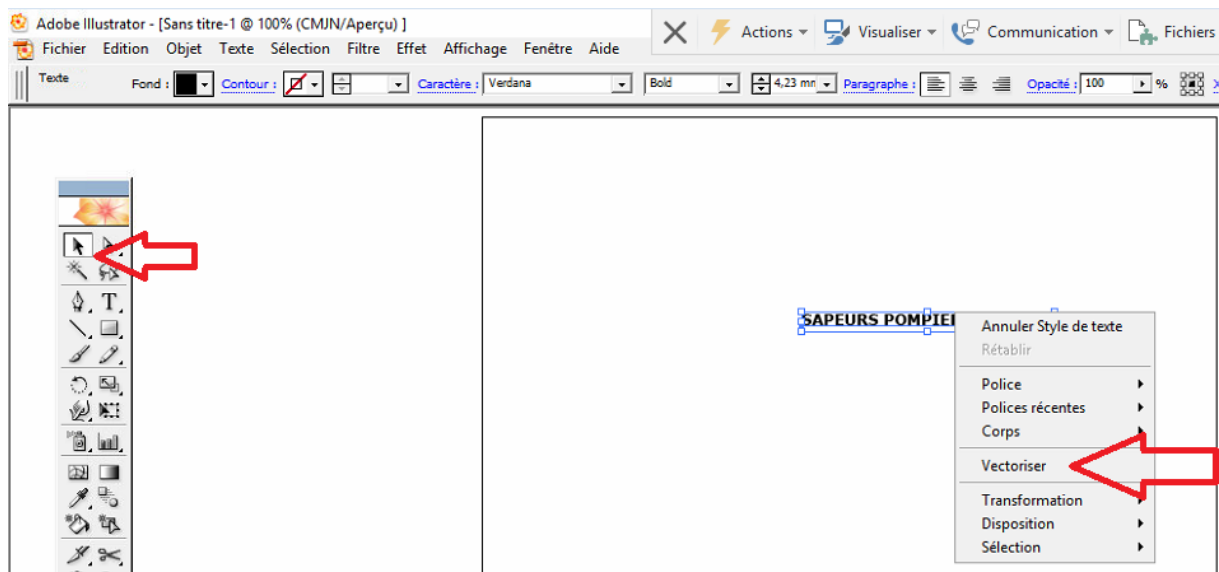 Adobe Illustrator - [Sans titre-1 @ 100% (CMJN/Aperçu) ]
Actions Visualiser Communication Fichiers
Fichier Edition Objet Texte Sélection Filtre Effet Affichage Fenêtre Aide
Texte Fond : Contour : Caractère : Verdana Bold 4,23 mm Paragraphe : Opacité : 100 %
T
SAPEURS POMPIE
Annuler Style de texte
Rétablir
Police
Polices récentes
Corps
Vectoriser
Transformation
Disposition
Sélection